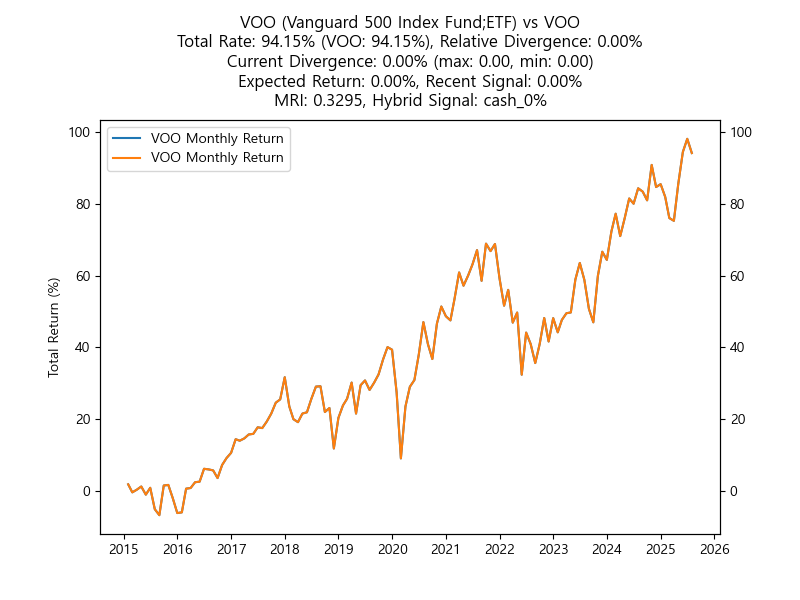 VOO (Vanguard 500 Index Fund;ETF) vs VOO
Total Rate: 94.15% (VOO: 94.15%), Relative Divergence: 0.00%
Current Divergence: 0.00% (max: 0.00, min: 0.00)
Expected Return: 0.00%, Recent Signal: 0.00%
MRI: 0.3295, Hybrid Signal: cash_0%
VOO Monthly Return
VOO Monthly Return
Total Return (%)
100
80
60
40
20
0
100
80
60
40
20
0
2015 2016 2017 2018 2019 2020 2021 2022 2023 2024 2025 2026